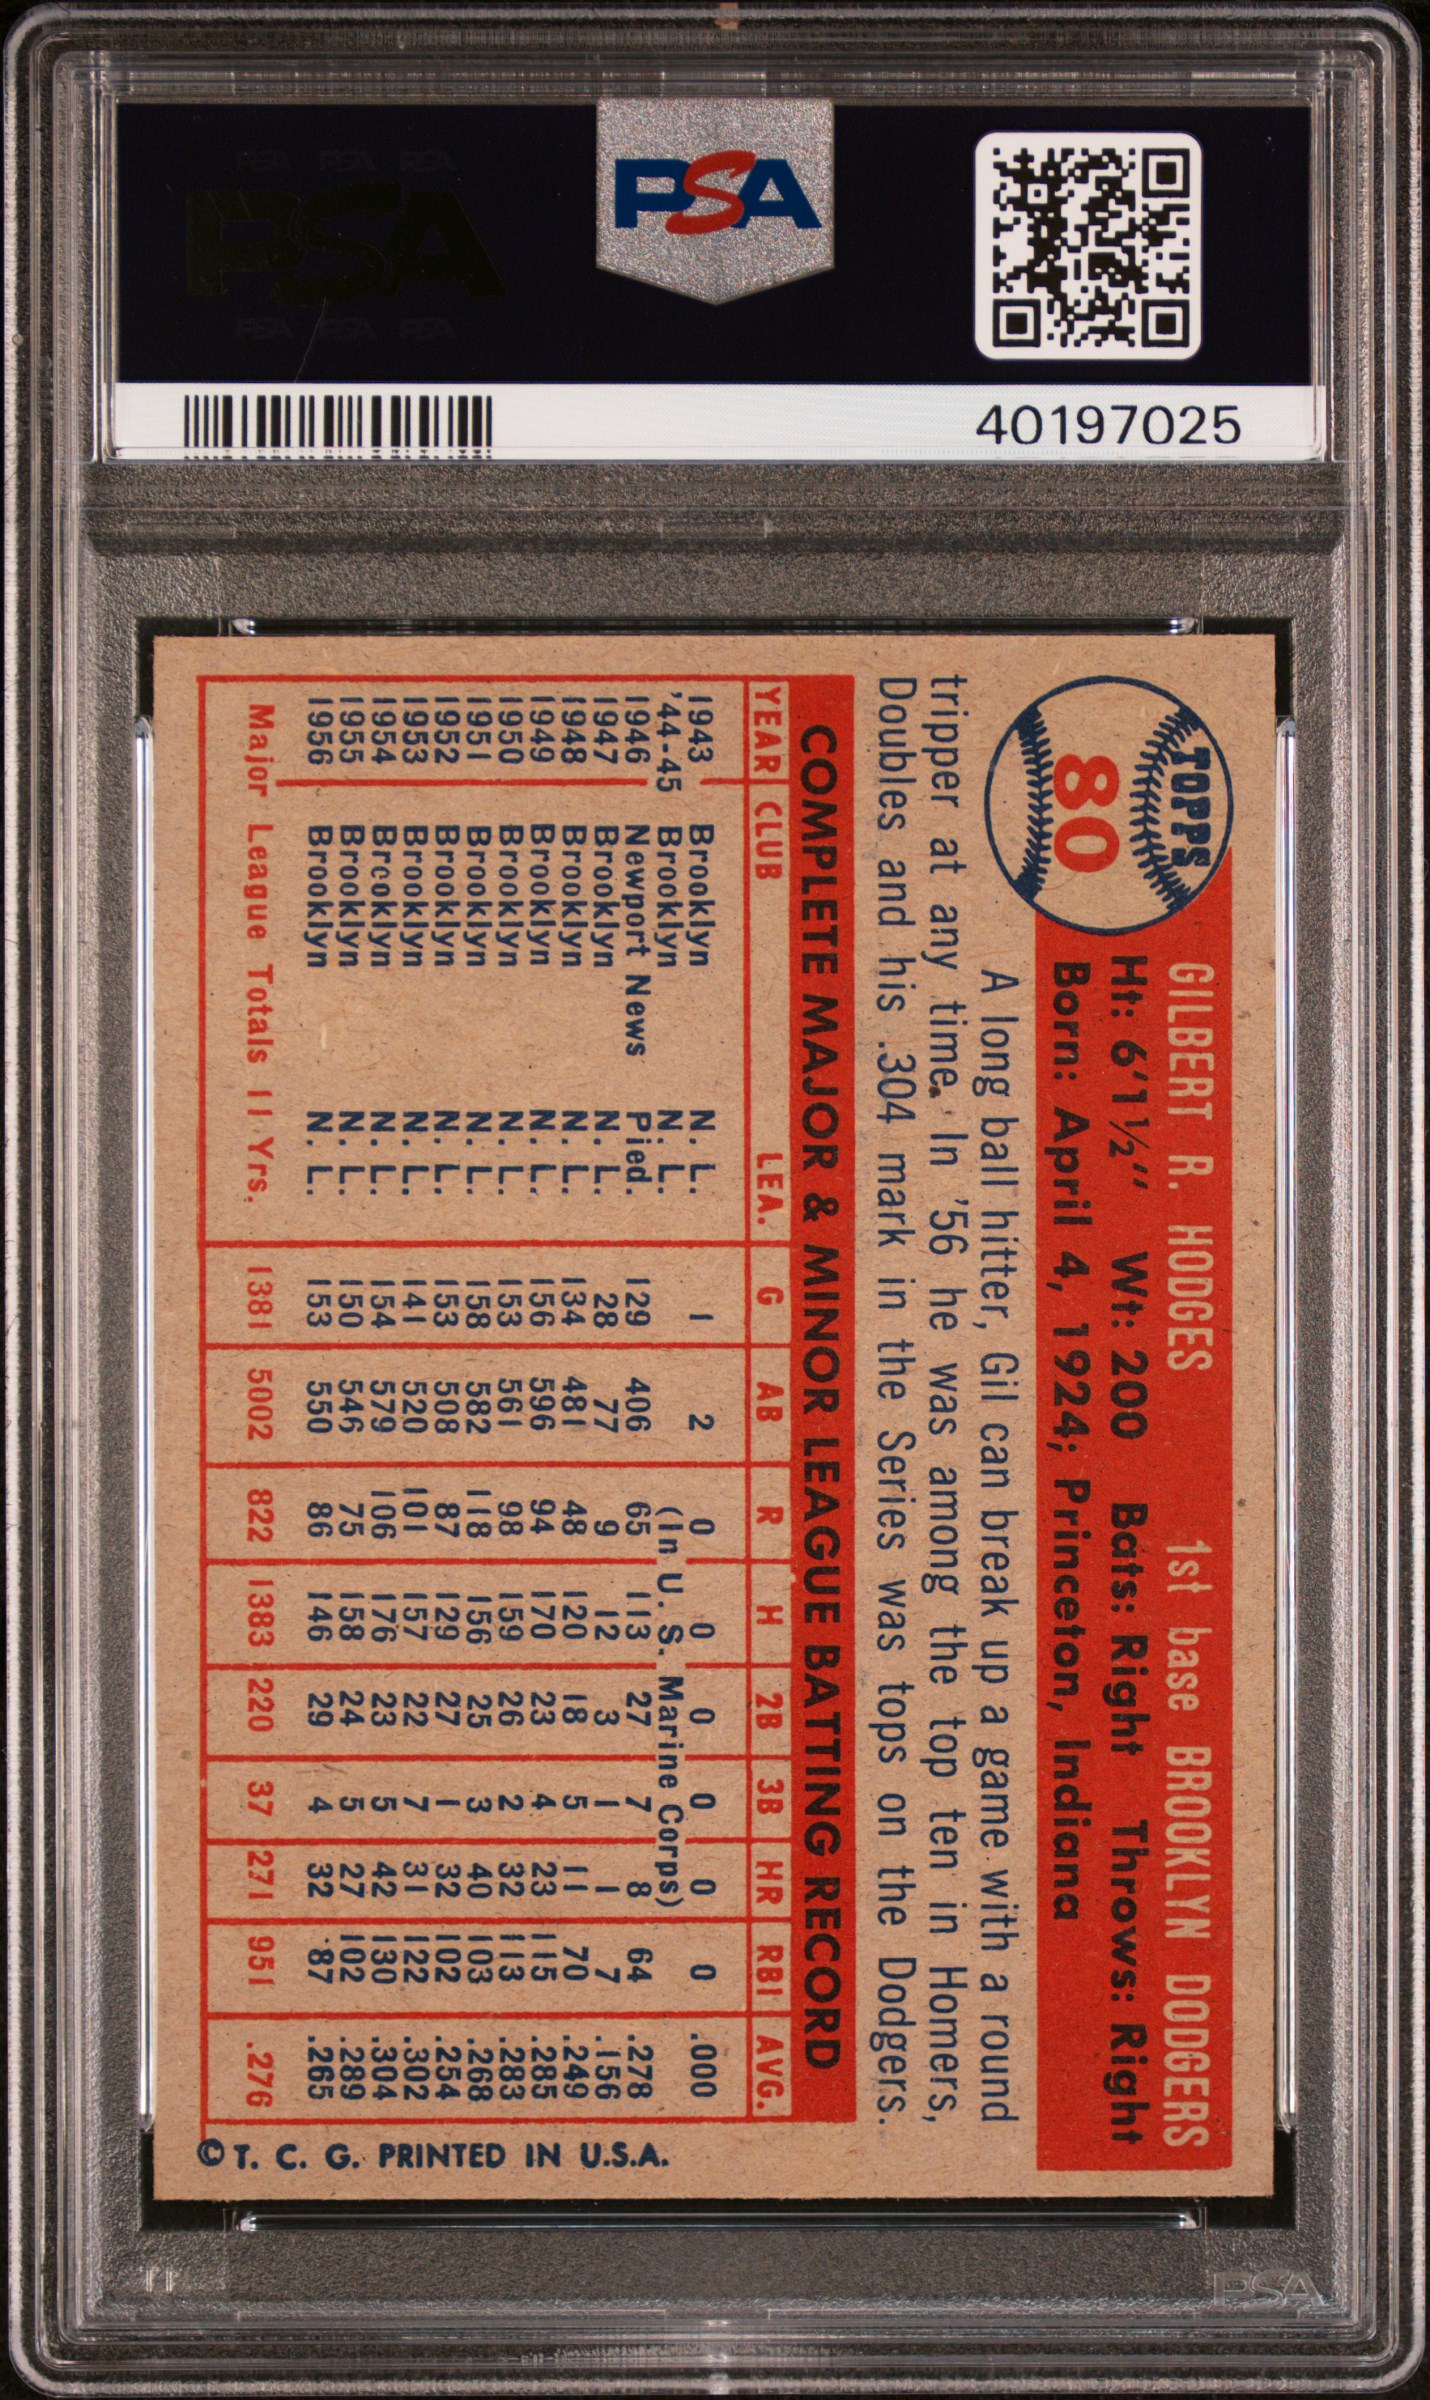 PSA
40197025
TOPPS
80
GILBERT R. HODGES 1st base BROOKLYN DODGERS
Ht: 6'1½" Wt: 200 Bats: Right Throws: Right
Born: April 4, 1924; Princeton, Indiana
A long ball hitter, Gil can break up a game with a round
tripper at any time. In '56 he was among the top ten in Homers,
Doubles and his .304 mark in the Series was tops on the Dodgers.
COMPLETE MAJOR & MINOR LEAGUE BATTING RECORD
YEAR CLUB LEA. G AB R H 2B 3B HR RBI AVG.
1943 Brooklyn N. L. 1 2 0 0 0 0 0 0 .000
'44-45 Brooklyn N. L. (In U. S. Marine Corps)
1946 Newport News Pied. 129 406 65 113 27 7 8 64 .278
1947 Brooklyn N. L. 28 77 9 12 3 1 1 7 .156
1948 Brooklyn N. L. 134 481 48 120 18 5 11 70 .249
1949 Brooklyn N. L. 156 596 94 170 23 4 23 115 .285
1950 Brooklyn N. L. 153 561 98 159 26 2 32 113 .283
1951 Brooklyn N. L. 158 582 118 156 25 3 40 103 .268
1952 Brooklyn N. L. 153 508 87 129 27 1 32 102 .254
1953 Brooklyn N. L. 141 520 101 157 22 7 31 122 .302
1954 Brooklyn N. L. 154 579 106 176 23 5 42 130 .304
1955 Brooklyn N. L. 150 546 75 158 24 5 27 102 .289
1956 Brooklyn N. L. 153 550 86 146 29 4 32 87 .265
Major League Totals 11 Yrs. 1381 5002 822 1383 220 37 271 951 .276
© T. C. G. PRINTED IN U.S.A.
PSA